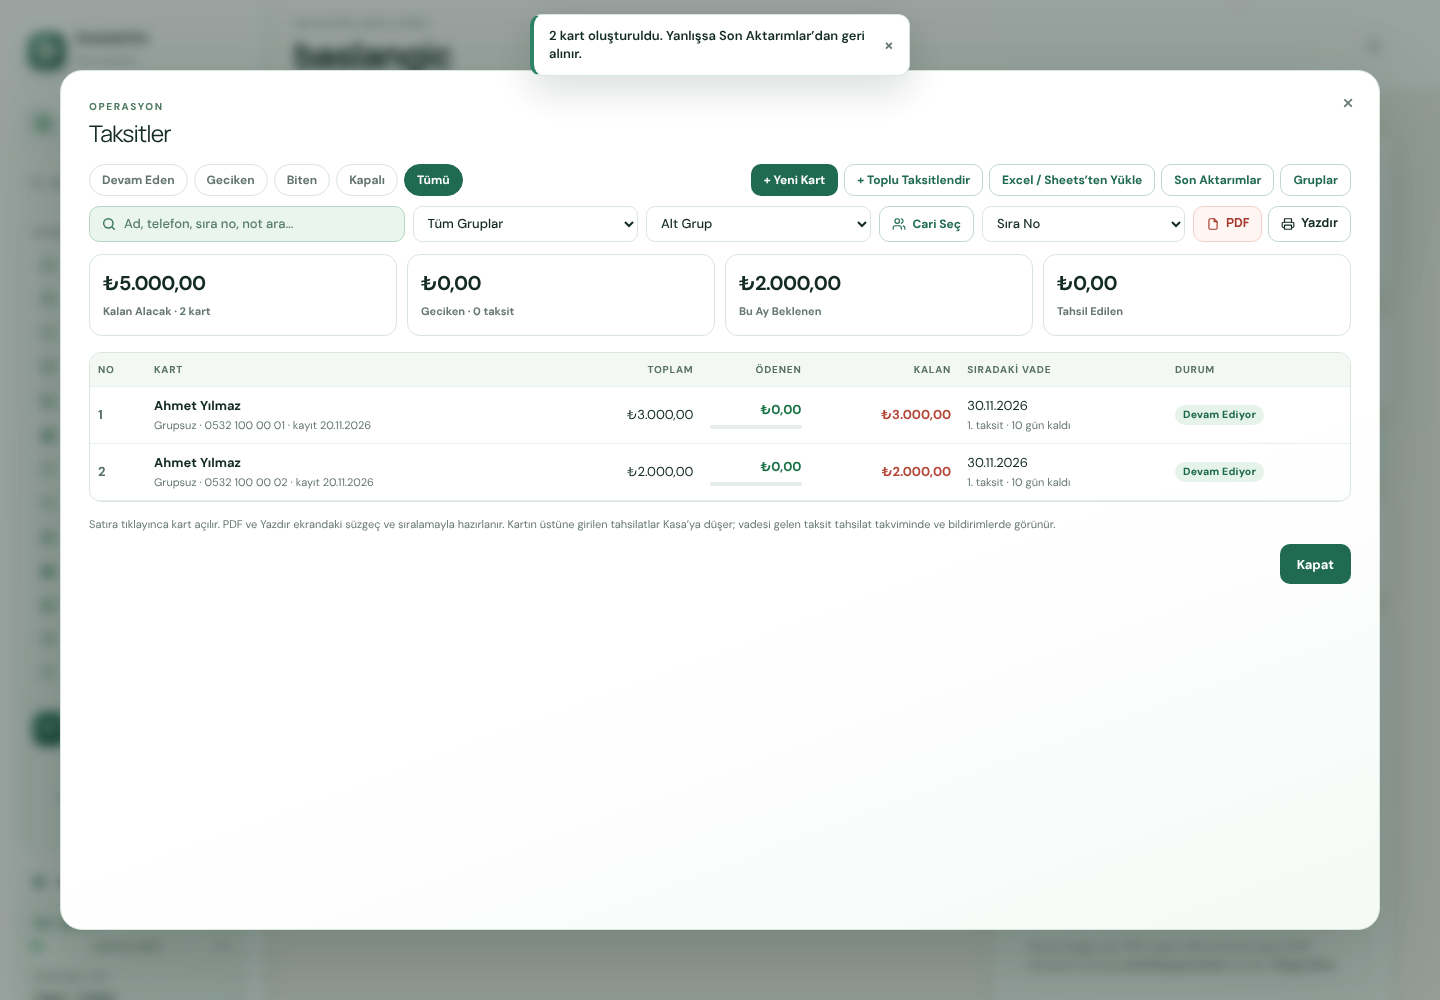 baslangic
2 kart oluşturuldu. Yanlışsa Son Aktarımlar’dan geri
alınır.
×
OPERASYON
×
Taksitler
Devam Eden
Geciken
Biten
Kapalı
Tümü
+ Yeni Kart
+ Toplu Taksitlendir
Excel / Sheets’ten Yükle
Son Aktarımlar
Gruplar
Ad, telefon, sıra no, not ara…
Tüm Gruplar
Alt Grup
Cari Seç
Sıra No
PDF
Yazdır
₺5.000,00
Kalan Alacak · 2 kart
₺0,00
Geciken · 0 taksit
₺2.000,00
Bu Ay Beklenen
₺0,00
Tahsil Edilen
NO KART TOPLAM ÖDENEN KALAN SIRADAKİ VADE DURUM
1 Ahmet Yılmaz ₺3.000,00 ₺0,00 ₺3.000,00 30.11.2026 Devam Ediyor
Grupsuz · 0532 100 00 01 · kayıt 20.11.2026 1. taksit · 10 gün kaldı
2 Ahmet Yılmaz ₺2.000,00 ₺0,00 ₺2.000,00 30.11.2026 Devam Ediyor
Grupsuz · 0532 100 00 02 · kayıt 20.11.2026 1. taksit · 10 gün kaldı
Satıra tıklayınca kart açılır. PDF ve Yazdır ekrandaki süzgeç ve sıralamayla hazırlanır. Kartın üstüne girilen tahsilatlar Kasa’ya düşer; vadesi gelen taksit tahsilat takviminde ve bildirimlerde görünür.
Kapat